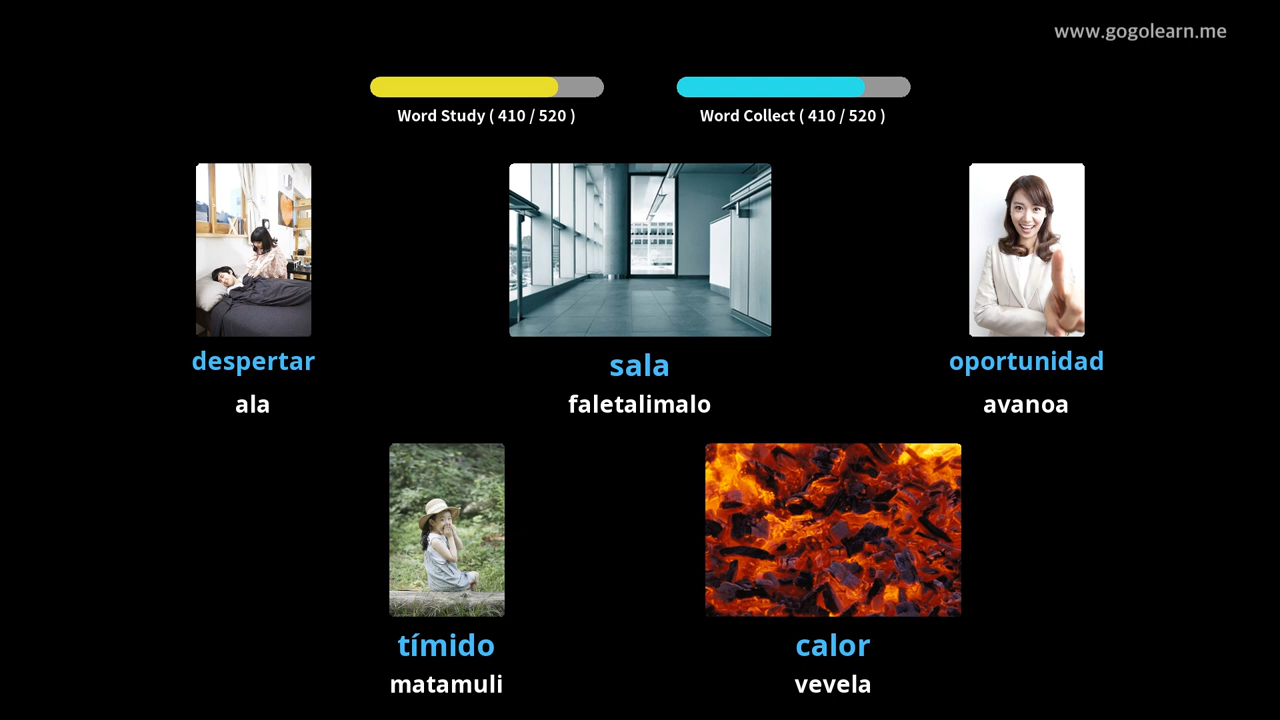 www.gogolearn.me
Word Study ( 410 / 520 )
Word Collect ( 410 / 520 )
despertar
ala
sala
faletalimalo
oportunidad
avanoa
tímido
matamuli
calor
vevela